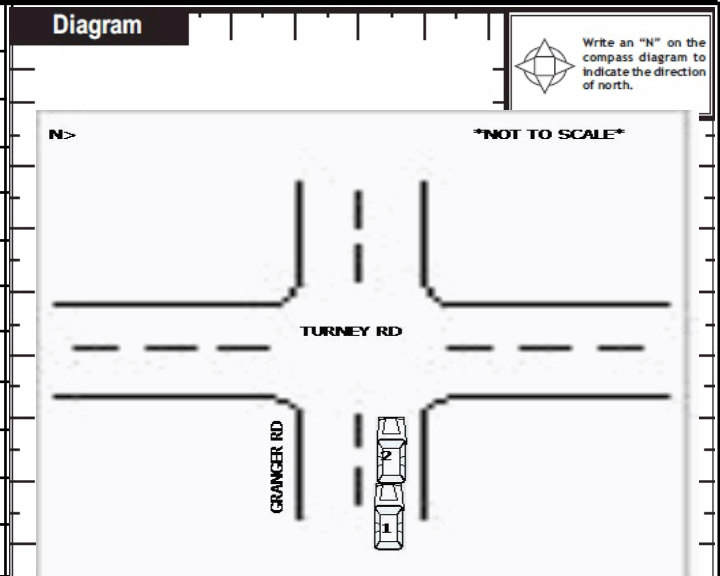 Diagram
Write an “N” on the
compass diagram to
indicate the direction
of north.
N>
*NOT TO SCALE*
TURNEY RD
GRANGER RD
2
1